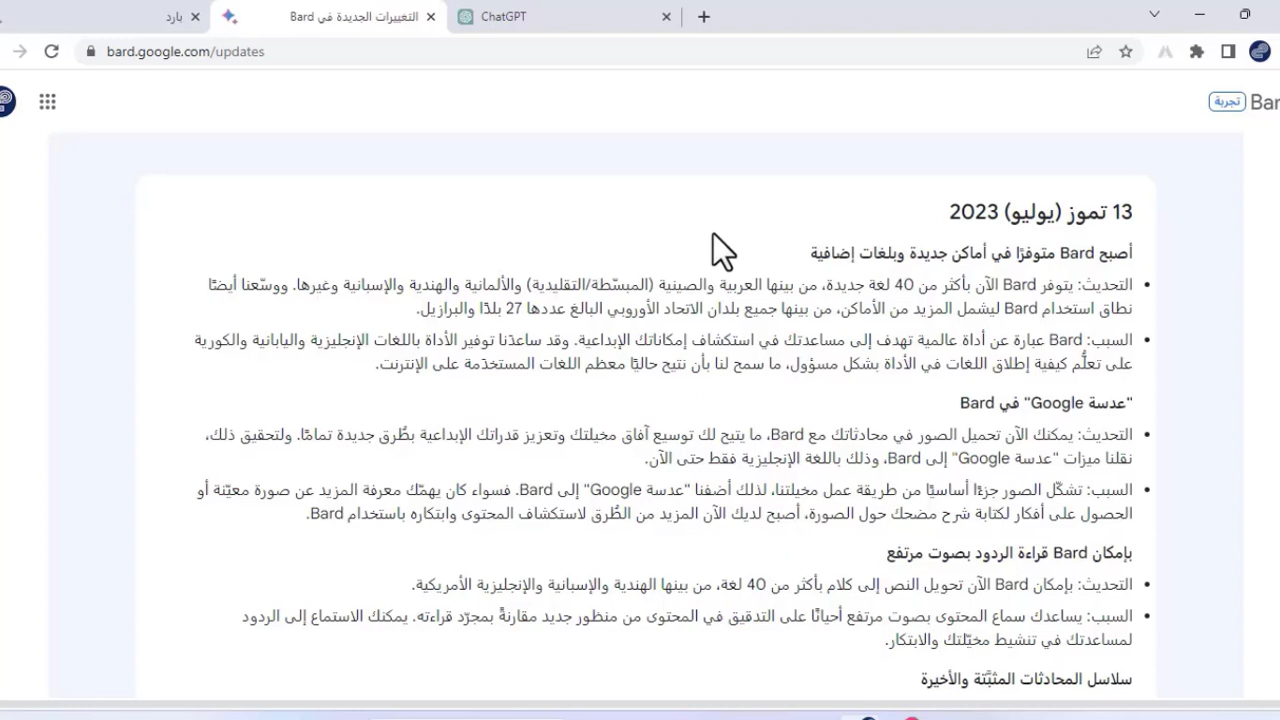 بارد
التغييرات الجديدة في Bard
ChatGPT
bard.google.com/updates
تجربة
13 تموز (يوليو) 2023
أصبح Bard متوفرًا في أماكن جديدة وبلغات إضافية
التحديث: يتوفر Bard الآن بأكثر من 40 لغة جديدة، من بينها العربية والصينية (المبسّطة/التقليدية) والألمانية والهندية والإسبانية وغيرها. ووسّعنا أيضًا
نطاق استخدام Bard ليشمل المزيد من الأماكن، من بينها جميع بلدان الاتحاد الأوروبي البالغ عددها 27 بلدًا والبرازيل.
السبب: Bard عبارة عن أداة عالمية تهدف إلى مساعدتك في استكشاف إمكاناتك الإبداعية. وقد ساعدَنا توفير الأداة باللغات الإنجليزية واليابانية والكورية
على تعلُّم كيفية إطلاق اللغات في الأداة بشكل مسؤول، ما سمح لنا بأن نتيح حاليًا معظم اللغات المستخدَمة على الإنترنت.
"عدسة Google" في Bard
التحديث: يمكنك الآن تحميل الصور في محادثاتك مع Bard، ما يتيح لك توسيع آفاق مخيلتك وتعزيز قدراتك الإبداعية بطُرق جديدة تمامًا. ولتحقيق ذلك،
نقلنا ميزات "عدسة Google" إلى Bard، وذلك باللغة الإنجليزية فقط حتى الآن.
السبب: تشكّل الصور جزءًا أساسيًا من طريقة عمل مخيلتنا، لذلك أضفنا "عدسة Google" إلى Bard. فسواء كان يهمّك معرفة المزيد عن صورة معيّنة أو
الحصول على أفكار لكتابة شرح مضحك حول الصورة، أصبح لديك الآن المزيد من الطُرق لاستكشاف المحتوى وابتكاره باستخدام Bard.
بإمكان Bard قراءة الردود بصوت مرتفع
التحديث: بإمكان Bard الآن تحويل النص إلى كلام بأكثر من 40 لغة، من بينها الهندية والإسبانية والإنجليزية الأمريكية.
السبب: يساعدك سماع المحتوى بصوت مرتفع أحيانًا على التدقيق في المحتوى من منظور جديد مقارنةً بمجرّد قراءته. يمكنك الاستماع إلى الردود
لمساعدتك في تنشيط مخيّلتك والابتكار.
سلاسل المحادثات المثبَّتة والأخيرة